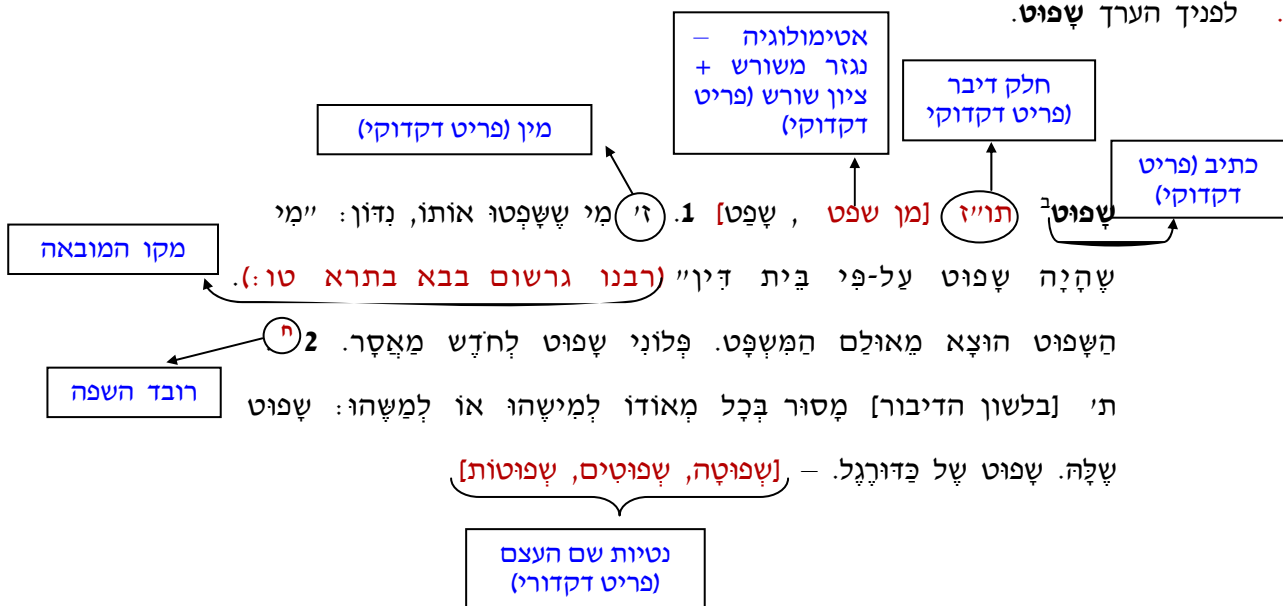 . לפניך הערך שָׁפוּט.
אטימולוגיה –
נגזר משורש +
ציון שורש (פריט
דקדוקי)
חלק דיבר
(פריט דקדוקי
מין (פריט דקדוקי)
כתיב (פריט
דקדוקי)
שָׁפוּטᵇ תו״ז [מן שפט , שָׁפַט] 1. ז׳ מִי שֶׁשָּׁפְטוּ אוֹתוֹ, נִדּוֹן: ״מִי
מקו המובאה
שֶׁהָיָה שָׁפוּט עַל-פִּי בֵּית דִּין״ (רבנו גרשום בבא בתרא טו:).
הַשָּׁפוּט הוּצָא מֵאוּלַם הַמִּשְׁפָּט. פְּלוֹנִי שָׁפוּט לְחֹדֶשׁ מַאֲסָר. 2 ח
רובד השפה
ת׳ [בלשון הדיבור] מָסוּר בְּכָל מְאוֹדוֹ לְמִישֶׁהוּ אוֹ לְמַשֶּׁהוּ: שָׁפוּט
שֶׁלָּהּ. שָׁפוּט שֶׁל כַּדּוּרֶגֶל. – [שְׁפוּטָה, שְׁפוּטִים, שְׁפוּטוֹת]
נטיות שם העצם
(פריט דקדורי)